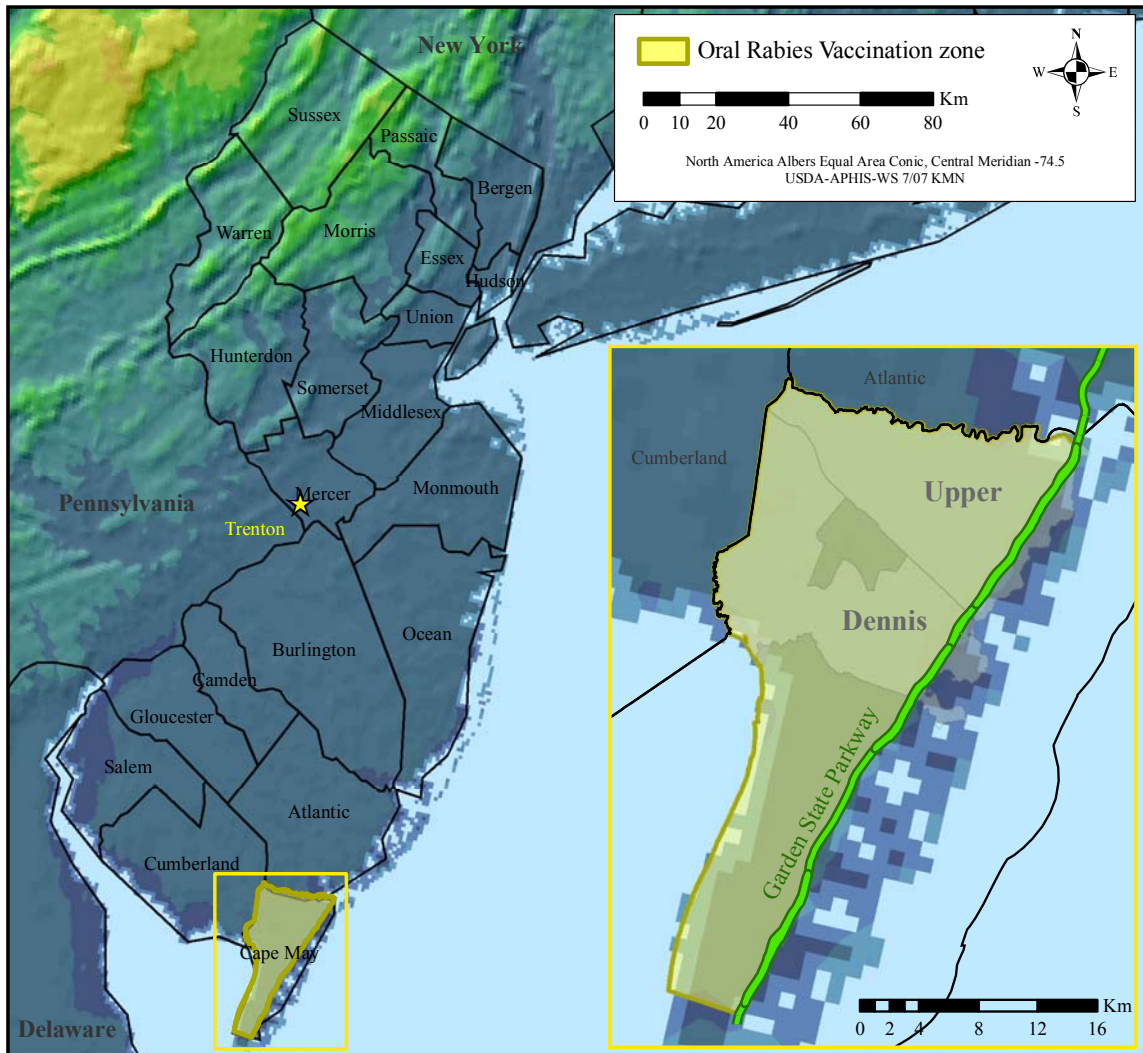 New York
Oral Rabies Vaccination zone
N
W
E
S
Km
0 10 20 40 60 80
North America Albers Equal Area Conic, Central Meridian -74.5
USDA-APHIS-WS 7/07 KMN
Sussex
Passaic
Bergen
Warren
Morris
Essex
Hudson
Union
Hunterdon
Somerset
Middlesex
Pennsylvania
Mercer
Monmouth
Trenton
Ocean
Burlington
Camden
Gloucester
Salem
Atlantic
Cumberland
Cape May
Delaware
Atlantic
Cumberland
Upper
Dennis
Garden State Parkway
Km
0 2 4 8 12 16